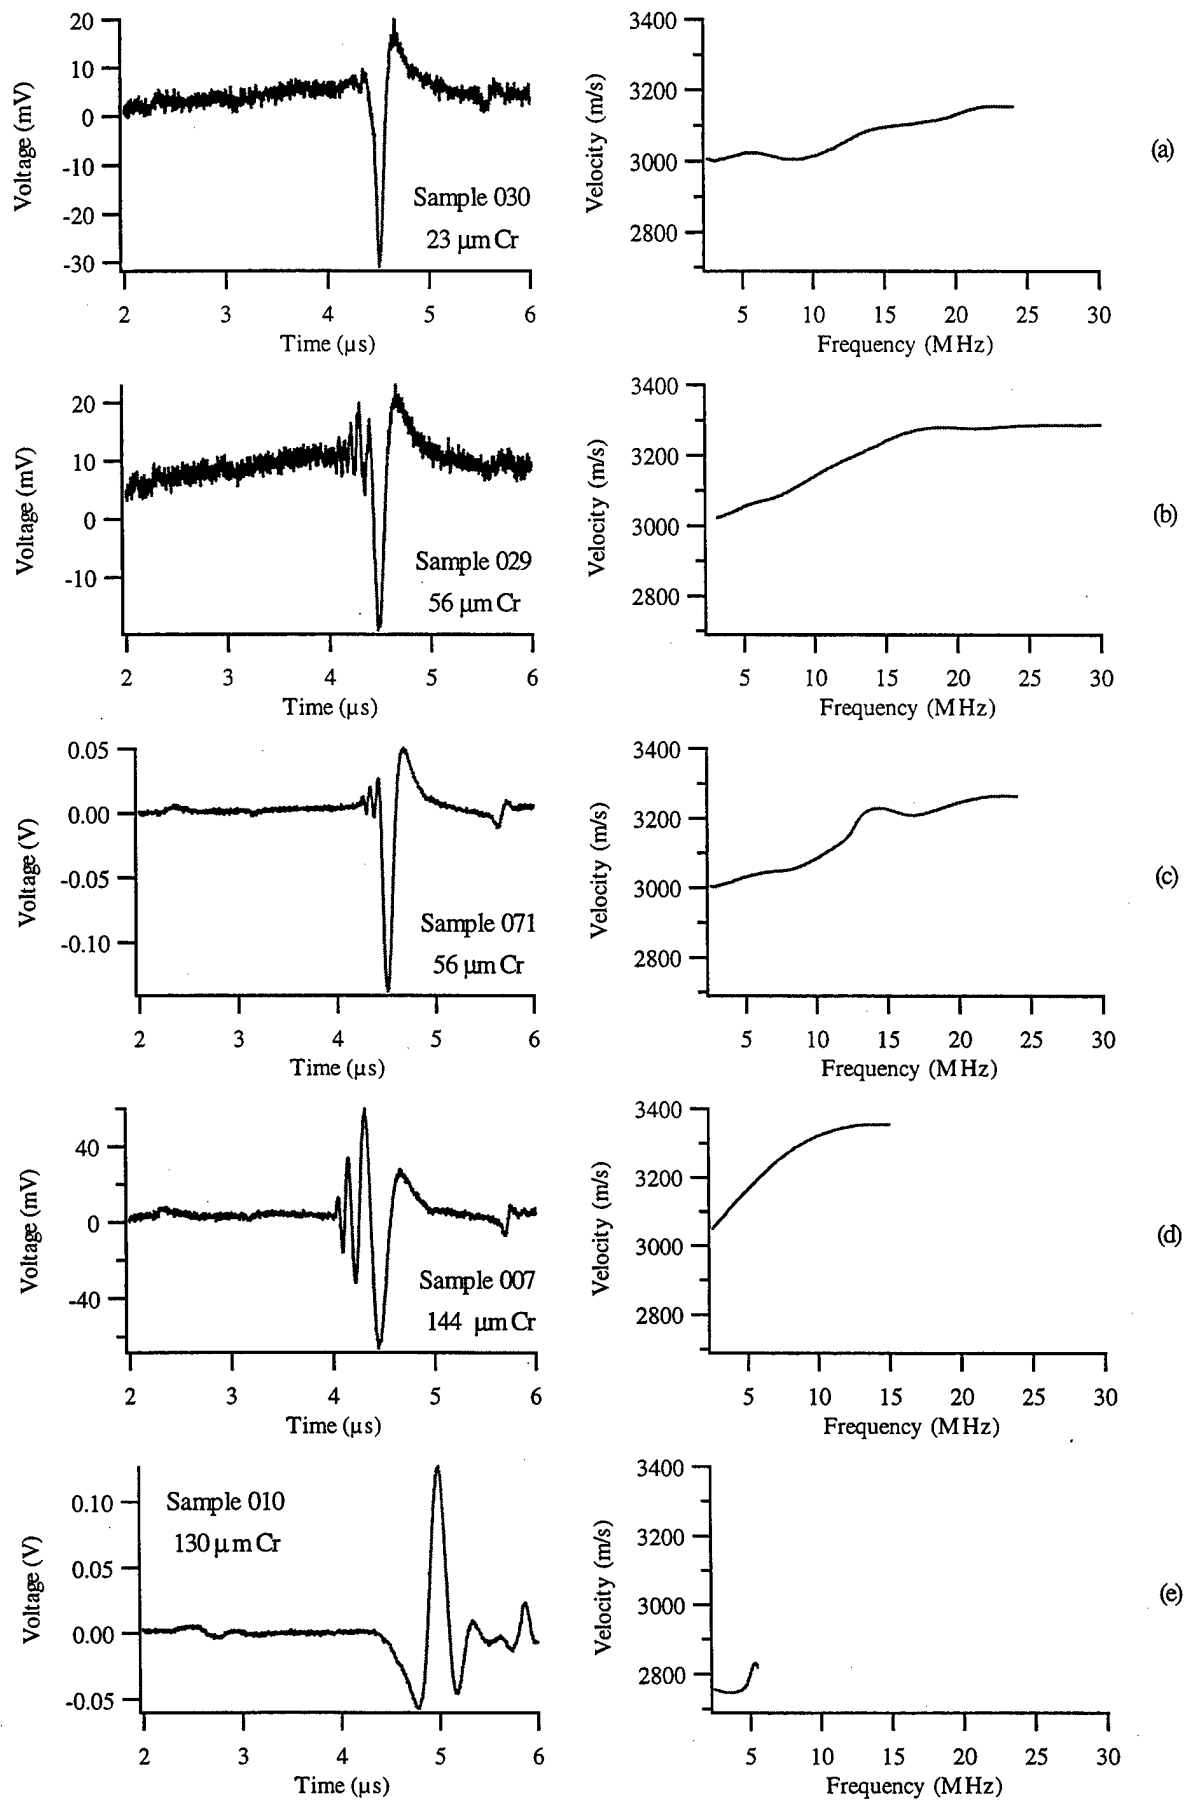 20
10
0
-10
-20
-30
Voltage (mV)
Sample 030
23 µm Cr
2 3 4 5 6
Time (µs)
3400
3200
3000
2800
Velocity (m/s)
5 10 15 20 25 30
Frequency (MHz)
(a)
20
10
0
-10
Voltage (mV)
Sample 029
56 µm Cr
2 3 4 5 6
Time (µs)
3400
3200
3000
2800
Velocity (m/s)
5 10 15 20 25 30
Frequency (MHz)
(b)
0.05
0.00
-0.05
-0.10
Voltage (V)
Sample 071
56 µm Cr
2 3 4 5 6
Time (µs)
3400
3200
3000
2800
Velocity (m/s)
5 10 15 20 25 30
Frequency (MHz)
(c)
40
0
-40
Voltage (mV)
Sample 007
144 µm Cr
2 3 4 5 6
Time (µs)
3400
3200
3000
2800
Velocity (m/s)
5 10 15 20 25 30
Frequency (MHz)
(d)
0.10
0.05
0.00
-0.05
Voltage (V)
Sample 010
130 µm Cr
2 3 4 5 6
Time (µs)
3400
3200
3000
2800
Velocity (m/s)
5 10 15 20 25 30
Frequency (MHz)
(e)